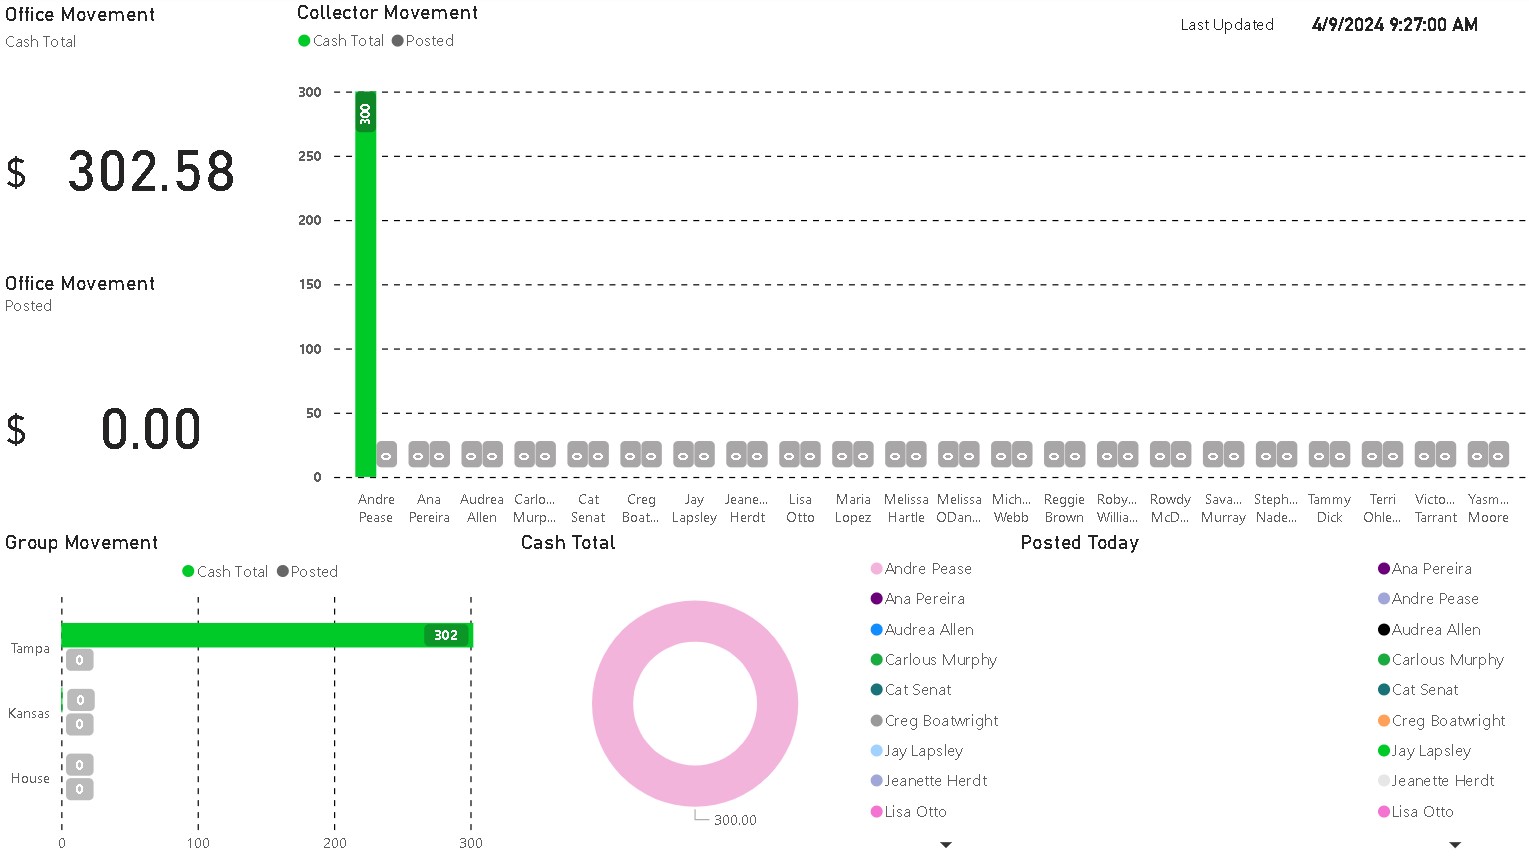 Office Movement
Cash Total
$ 302.58
Office Movement
Posted
$ 0.00
Collector Movement
Cash Total Posted
Last Updated 4/9/2024 9:27:00 AM
300
250
200
150
100
50
0
300
0 0 0 0 0 0 0 0 0 0 0 0 0 0 0 0 0 0 0 0 0 0 0 0 0 0 0 0 0 0 0 0 0 0 0 0 0 0 0 0 0 0 0
Andre Pease
Ana Pereira
Audrea Allen
Carlo... Murp...
Cat Senat
Creg Boat...
Jay Lapsley
Jeane... Herdt
Lisa Otto
Maria Lopez
Melissa Hartle
Melissa ODan...
Mich... Webb
Reggie Brown
Roby... Willia...
Rowdy McD...
Sava... Murray
Steph... Nade...
Tammy Dick
Terri Ohle...
Victo... Tarrant
Yasm... Moore
Group Movement
Cash Total Posted
Tampa
302
0
Kansas
0
0
House
0
0
0 100 200 300
Cash Total
300.00
Andre Pease
Ana Pereira
Audrea Allen
Carlous Murphy
Cat Senat
Creg Boatwright
Jay Lapsley
Jeanette Herdt
Lisa Otto
Posted Today
Ana Pereira
Andre Pease
Audrea Allen
Carlous Murphy
Cat Senat
Creg Boatwright
Jay Lapsley
Jeanette Herdt
Lisa Otto